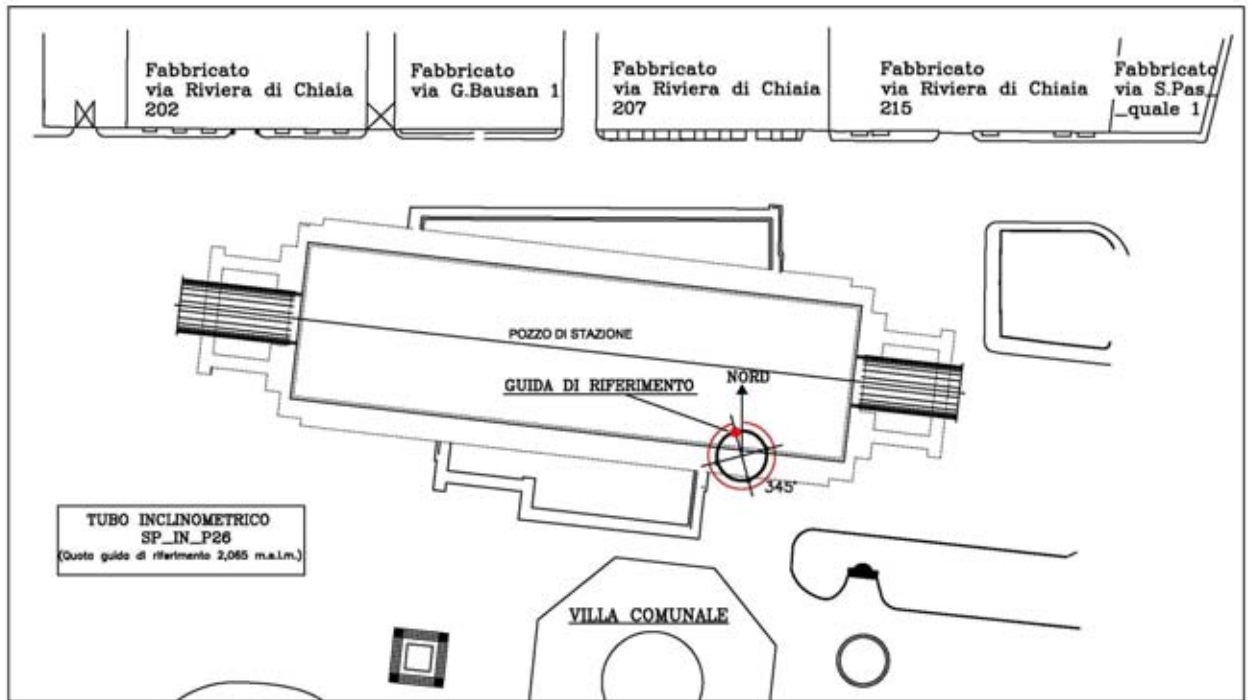 Fabbricato
via Riviera di Chiaia
202
Fabbricato
via G.Bausan 1
Fabbricato
via Riviera di Chiaia
207
Fabbricato
via Riviera di Chiaia
215
Fabbricato
via S.Pas_
_quale 1
POZZO DI STAZIONE
GUIDA DI RIFERIMENTO
NORD
345°
TUBO INCLINOMETRICO
SP_IN_P26
(Quota guida di riferimento 2,065 m.s.l.m.)
VILLA COMUNALE